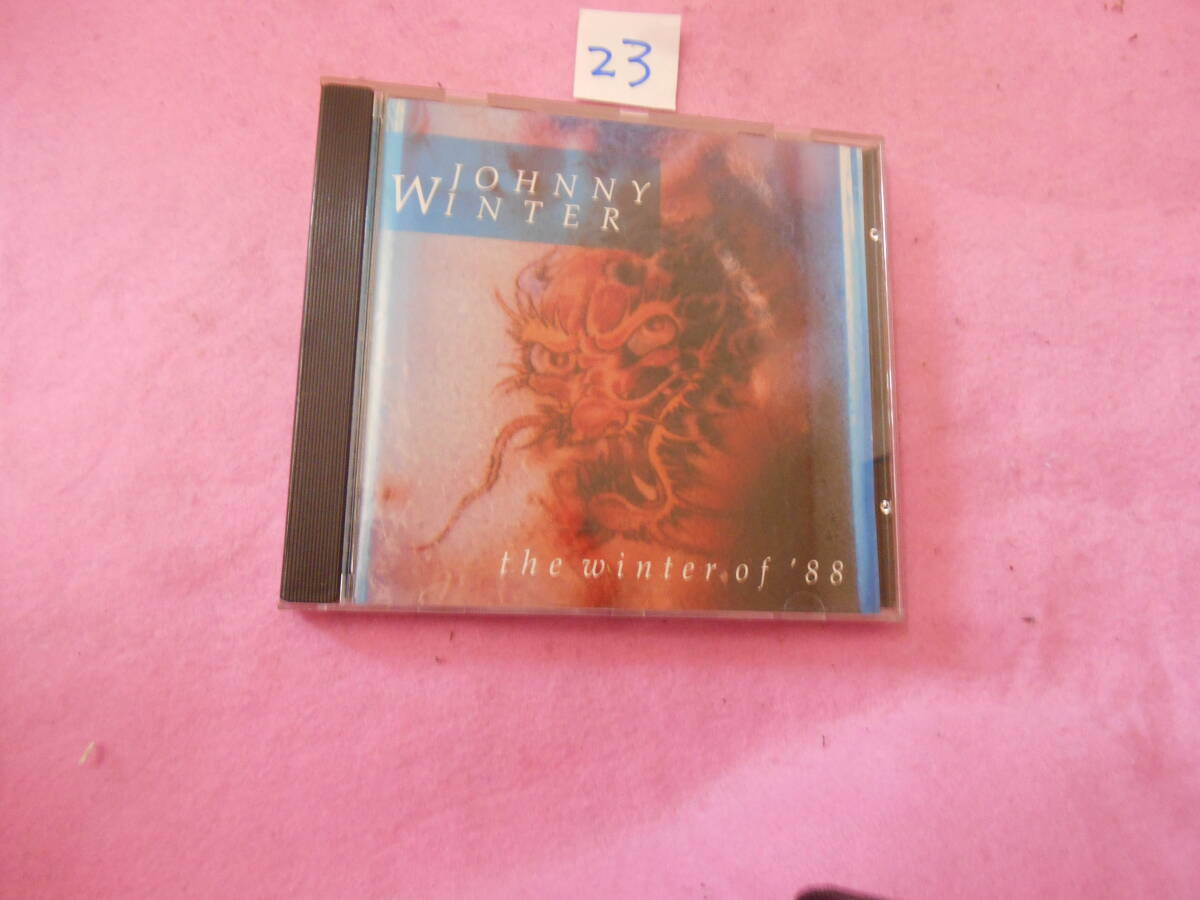 23
JOHNNY
WINTER
the winter of '88